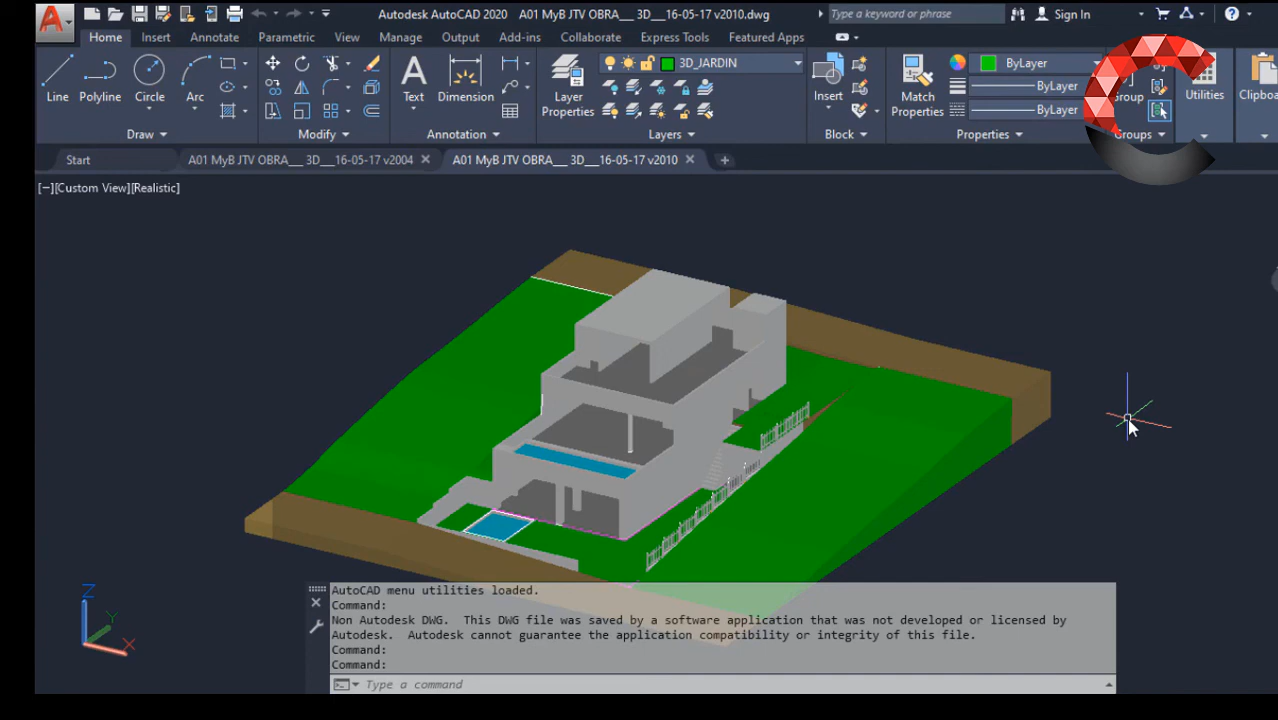 Autodesk AutoCAD 2020 A01 MyB JTV OBRA__ 3D__16-05-17 v2010.dwg
Type a keyword or phrase
Sign In
Home Insert Annotate Parametric View Manage Output Add-ins Collaborate Express Tools Featured Apps
Line Polyline Circle Arc
Draw
Modify
Text Dimension
Annotation
Layer Properties
3D_JARDIN
Layers
Insert
Block
Match Properties
ByLayer
ByLayer
ByLayer
Properties
Group
Groups
Utilities
Clipbo
Start
A01 MyB JTV OBRA__ 3D__16-05-17 v2004
A01 MyB JTV OBRA__ 3D__16-05-17 v2010
[−][Custom View][Realistic]
Z
Y
X
AutoCAD menu utilities loaded.
Command:
Non Autodesk DWG. This DWG file was saved by a software application that was not developed or licensed by
Autodesk. Autodesk cannot guarantee the application compatibility or integrity of this file.
Command:
Command:
Type a command